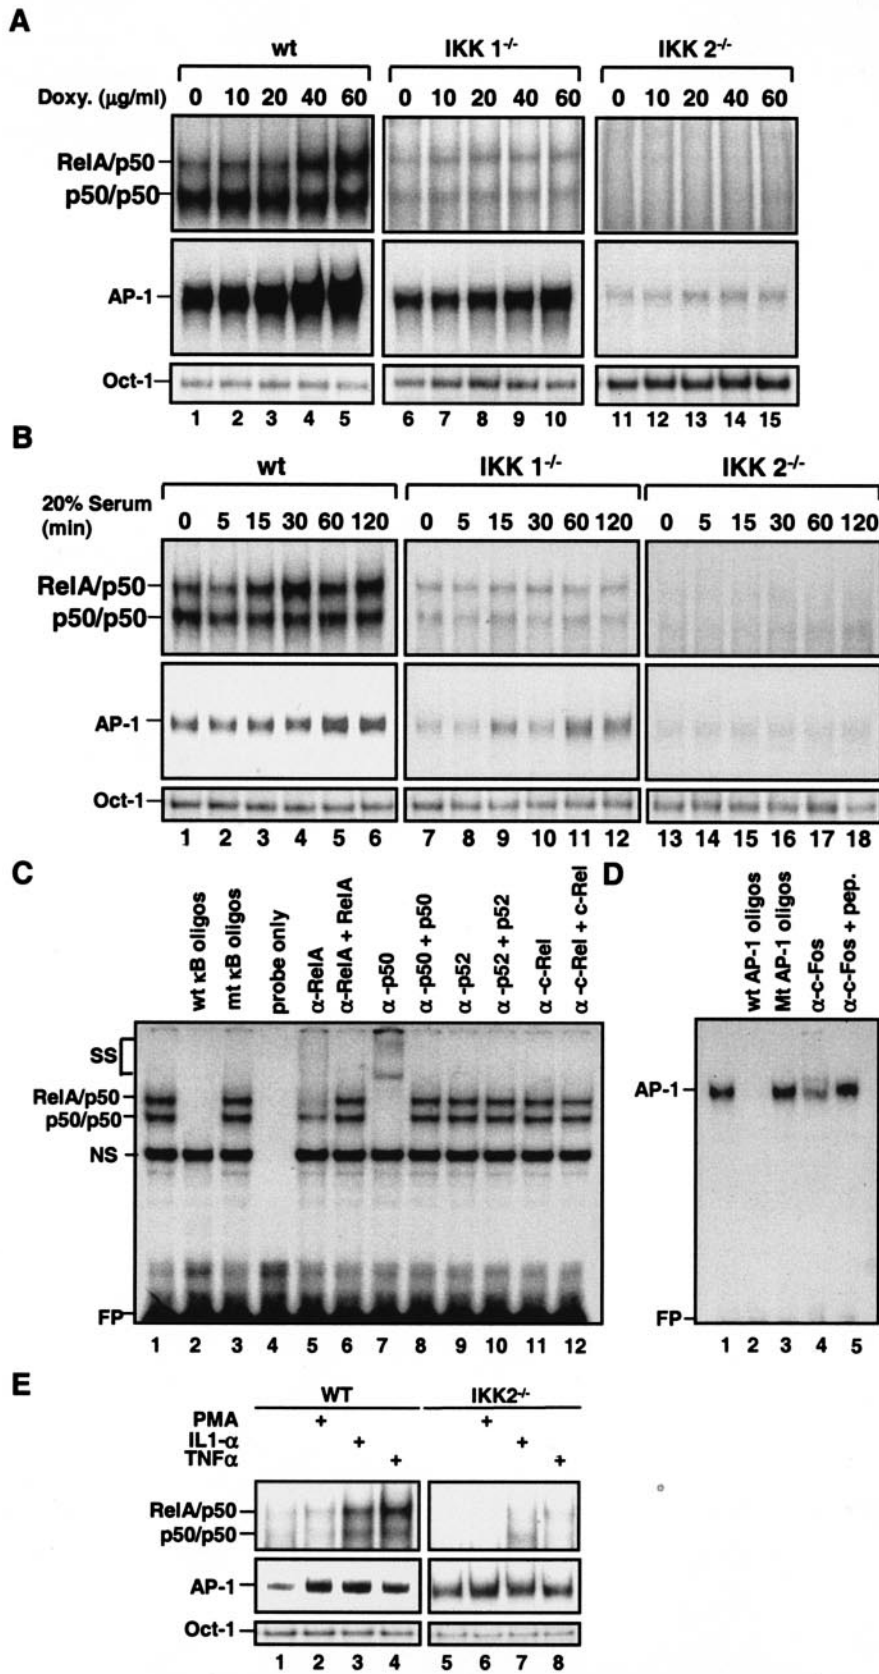 A
wt IKK 1-/- IKK 2-/-
Doxy. (µg/ml) 0 10 20 40 60 0 10 20 40 60 0 10 20 40 60
RelA/p50
p50/p50
AP-1
Oct-1
1 2 3 4 5 6 7 8 9 10 11 12 13 14 15
B
wt IKK 1-/- IKK 2-/-
20% Serum
(min) 0 5 15 30 60 120 0 5 15 30 60 120 0 5 15 30 60 120
RelA/p50
p50/p50
AP-1
Oct-1
1 2 3 4 5 6 7 8 9 10 11 12 13 14 15 16 17 18
C
wt κB oligos
mt κB oligos
probe only
α-RelA
α-RelA + RelA
α-p50
α-p50 + p50
α-p52
α-p52 + p52
α-c-Rel
α-c-Rel + c-Rel
SS
RelA/p50
p50/p50
NS
FP
1 2 3 4 5 6 7 8 9 10 11 12
D
wt AP-1 oligos
Mt AP-1 oligos
α-c-Fos
α-c-Fos + pep.
AP-1
FP
1 2 3 4 5
E
WT IKK2-/-
PMA + +
IL1-α + +
TNFα + +
RelA/p50
p50/p50
AP-1
Oct-1
1 2 3 4 5 6 7 8